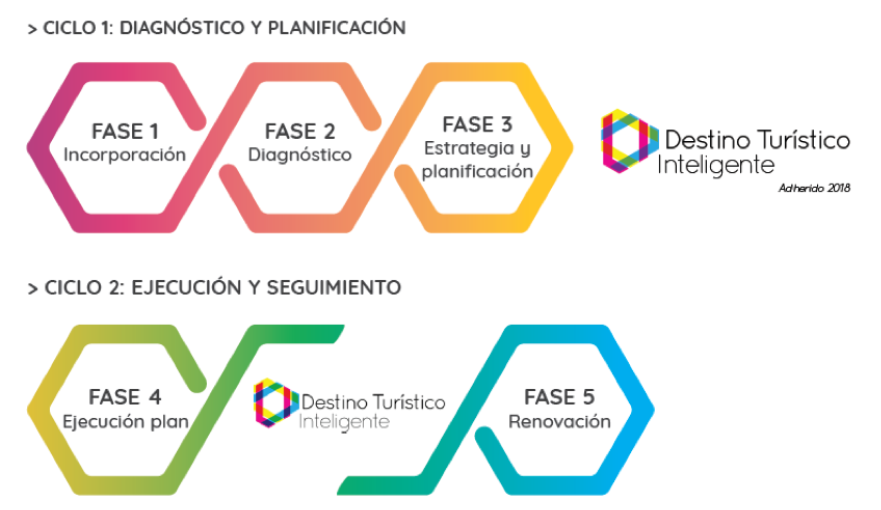 > CICLO 1: DIAGNÓSTICO Y PLANIFICACIÓN
FASE 1
Incorporación
FASE 2
Diagnóstico
FASE 3
Estrategia y
planificación
Destino Turístico
Inteligente
Adherido 2018
> CICLO 2: EJECUCIÓN Y SEGUIMIENTO
FASE 4
Ejecución plan
Destino Turístico
Inteligente
FASE 5
Renovación